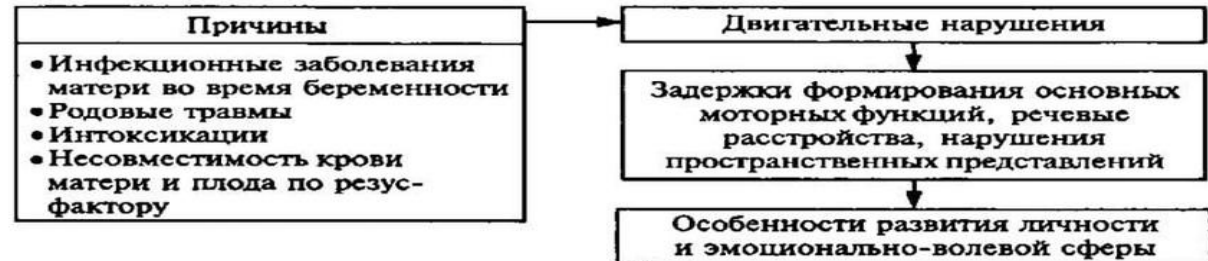 Причины
• Инфекционные заболевания
матери во время беременности
• Родовые травмы
• Интоксикации
• Несовместимость крови
матери и плода по резус-
фактору
Двигательные нарушения
Задержки формирования основных
моторных функций, речевые
расстройства, нарушения
пространственных представлений
Особенности развития личности
и эмоционально-волевой сферы